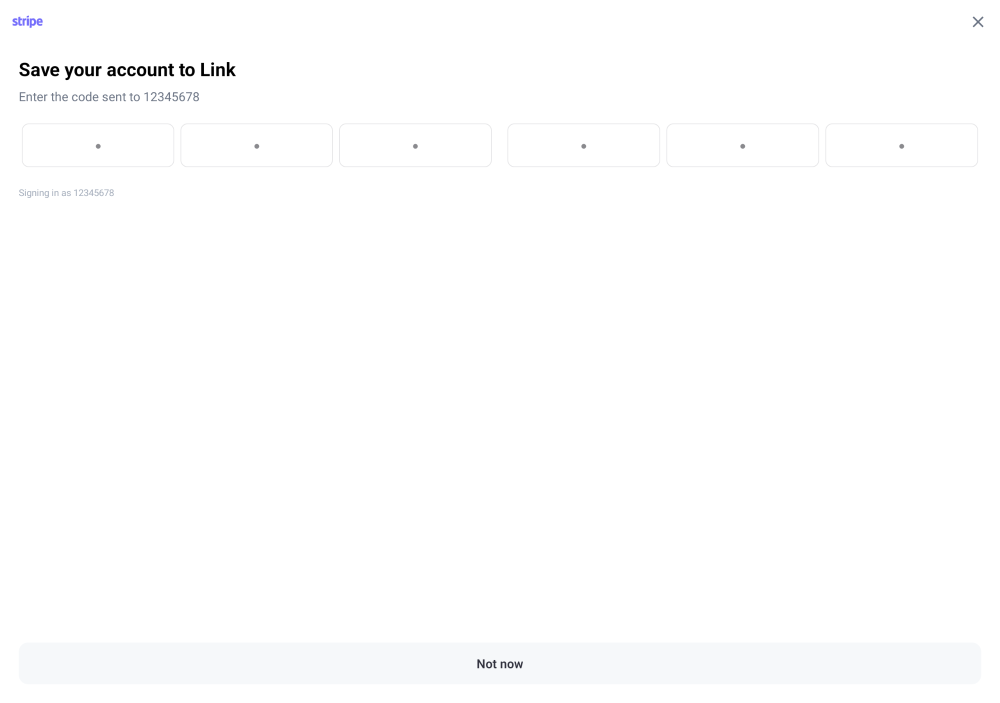 stripe
Save your account to Link
Enter the code sent to 12345678
Signing in as 12345678
Not now